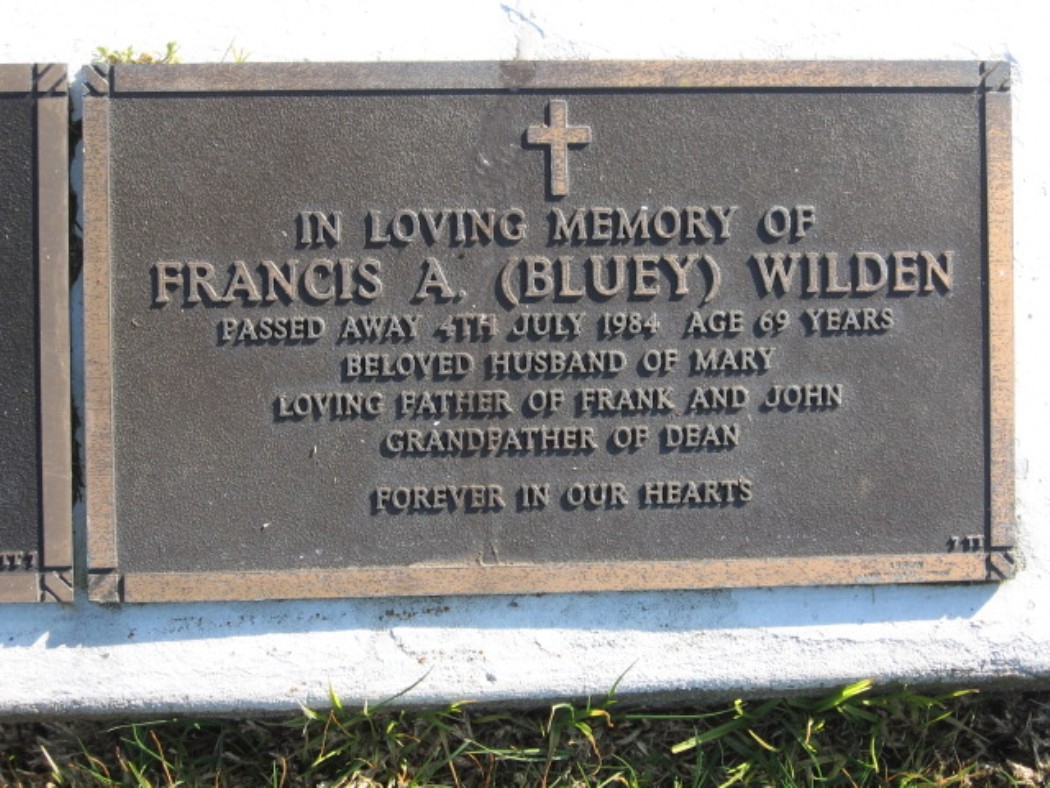 IN LOVING MEMORY OF
FRANCIS A. (BLUEY) WILDEN
PASSED AWAY 4TH JULY 1984 AGE 69 YEARS
BELOVED HUSBAND OF MARY
LOVING FATHER OF FRANK AND JOHN
GRANDFATHER OF DEAN
FOREVER IN OUR HEARTS